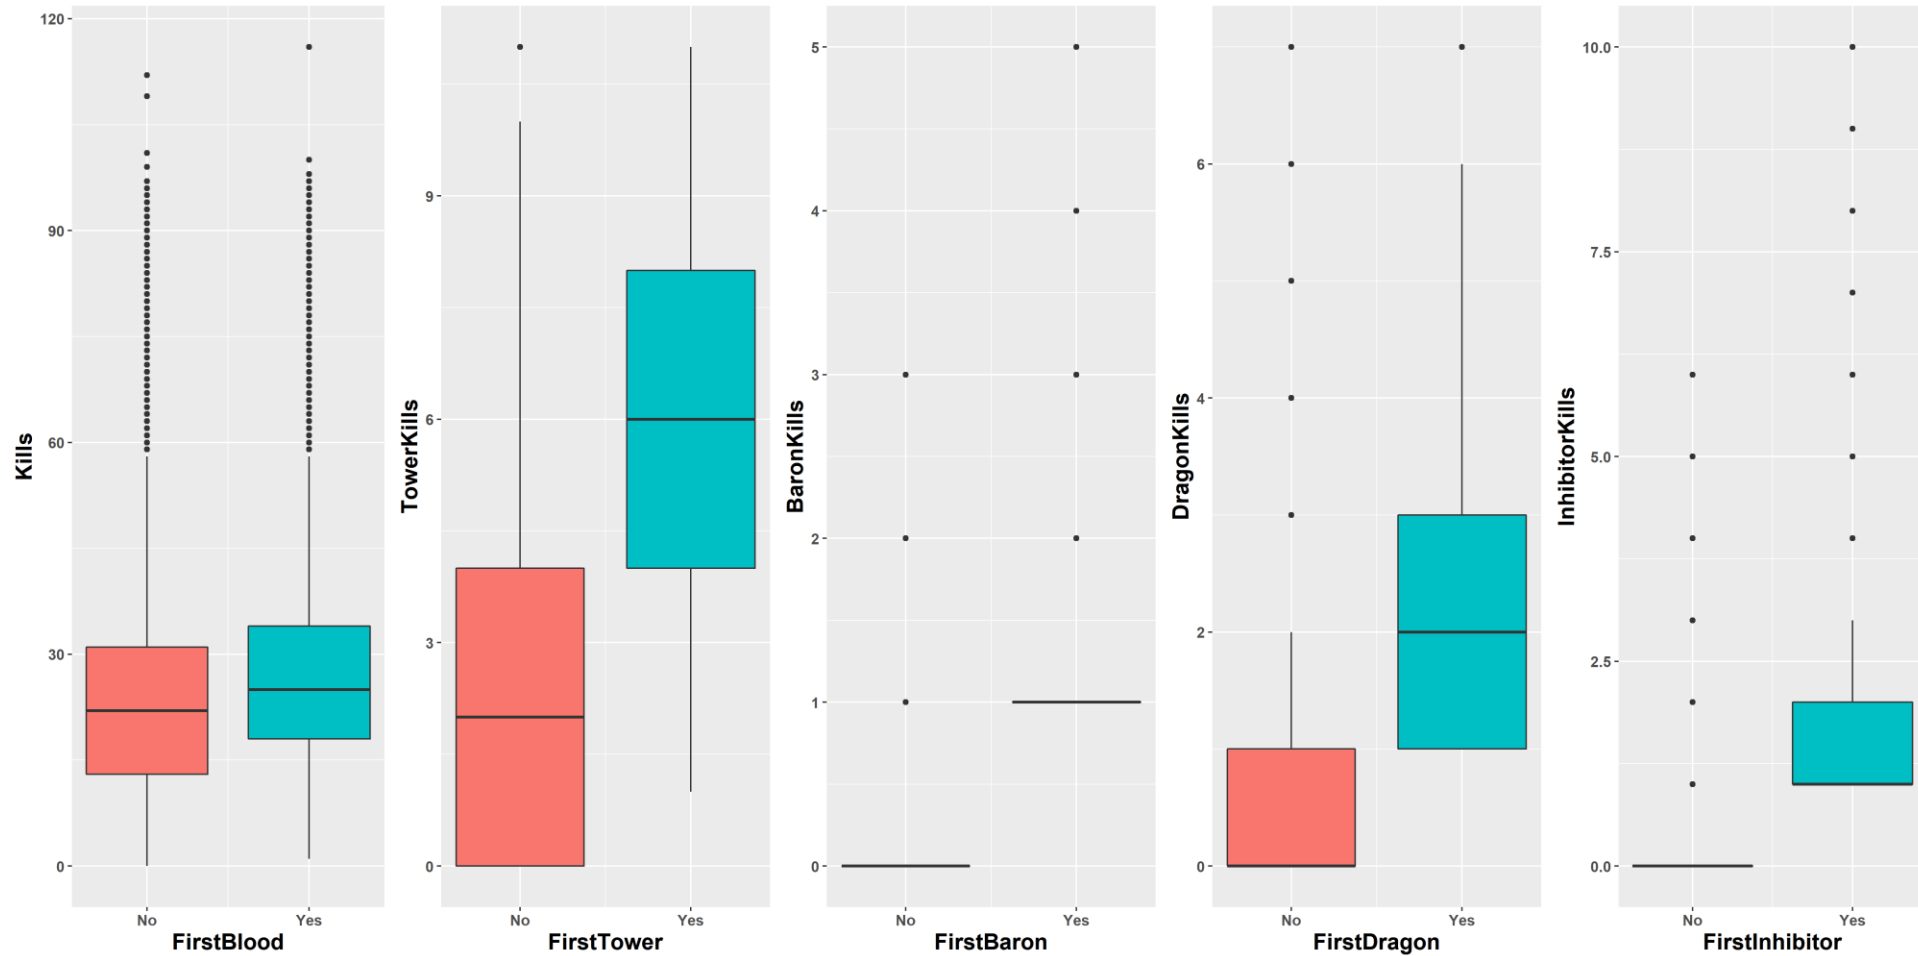 120
90
60
30
0
Kills
No Yes
FirstBlood
9
6
3
0
TowerKills
No Yes
FirstTower
5
4
3
2
1
0
BaronKills
No Yes
FirstBaron
6
4
2
0
DragonKills
No Yes
FirstDragon
10.0
7.5
5.0
2.5
0.0
InhibitorKills
No Yes
FirstInhibitor